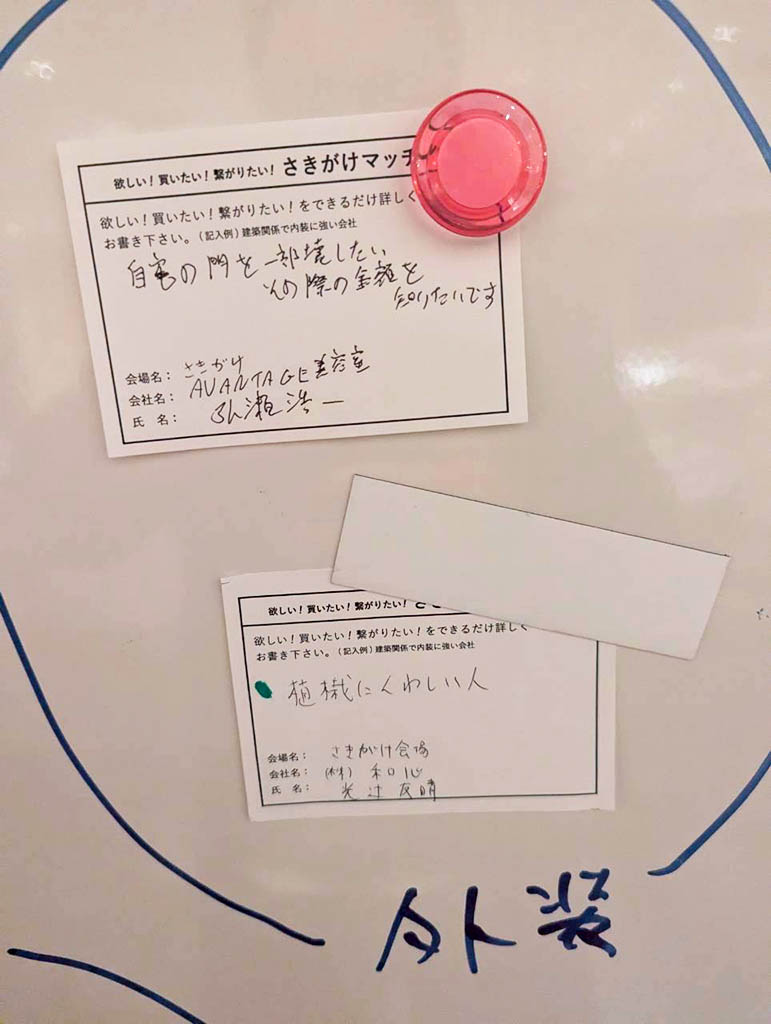 欲しい！買いたい！繋がりたい！ さきがけマッチ
欲しい！買いたい！繋がりたい！をできるだけ詳しく
お書き下さい。（記入例）建築関係で内装に強い会社
自宅の門を一部壊したい
その際の金額を
知りたいです
会場名： さきがけ
会社名： AVANTAGE美容室
氏 名： 瀬 浩一
欲しい！買いたい！繋がりたい！
欲しい！買いたい！繋がりたい！をできるだけ詳しく
お書き下さい。（記入例）建築関係で内装に強い会社
植栽にくわしい人
会場名： さきがけ会場
会社名： (株) 和心
氏 名： 辻 友晴
外装